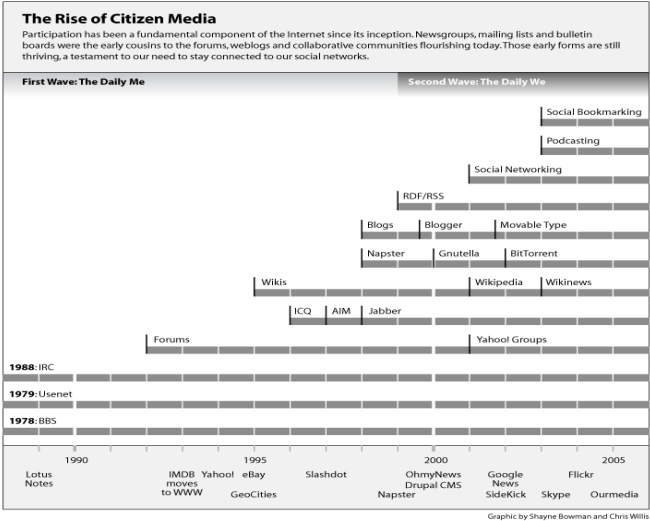 The Rise of Citizen Media
Participation has been a fundamental component of the Internet since its inception. Newsgroups, mailing lists and bulletin
boards were the early cousins to the forums, weblogs and collaborative communities flourishing today. Those early forms are still
thriving, a testament to our need to stay connected to our social networks.
First Wave: The Daily Me
Second Wave: The Daily We
Social Bookmarking
Podcasting
Social Networking
RDF/RSS
Blogs Blogger Movable Type
Napster Gnutella BitTorrent
Wikis Wikipedia Wikinews
ICQ AIM Jabber
Forums Yahoo! Groups
1988: IRC
1979: Usenet
1978: BBS
1990 1995 2000 2005
Lotus
Notes
IMDB
moves
to WWW
Yahoo!
eBay
GeoCities
Slashdot
Napster
OhmyNews
Drupal CMS
Google
News
SideKick
Skype
Flickr
Ourmedia
Graphic by Shayne Bowman and Chris Willis